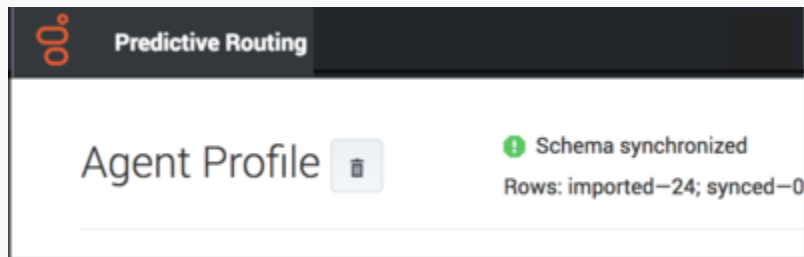 Predictive Routing
Agent Profile
Schema synchronized
Rows: imported—24; synced—0